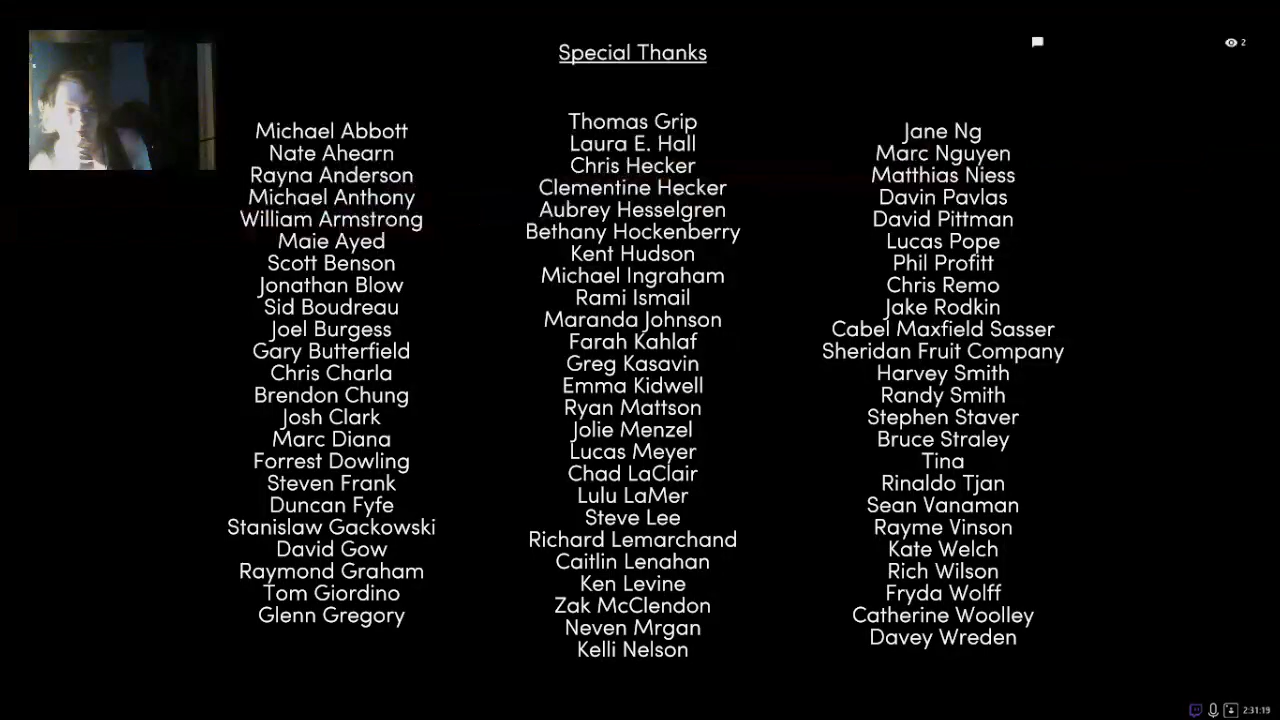 Special Thanks
2
Michael Abbott
Nate Ahearn
Rayna Anderson
Michael Anthony
William Armstrong
Maie Ayed
Scott Benson
Jonathan Blow
Sid Boudreau
Joel Burgess
Gary Butterfield
Chris Charla
Brendon Chung
Josh Clark
Marc Diana
Forrest Dowling
Steven Frank
Duncan Fyfe
Stanislaw Gackowski
David Gow
Raymond Graham
Tom Giordino
Glenn Gregory
Thomas Grip
Laura E. Hall
Chris Hecker
Clementine Hecker
Aubrey Hesselgren
Bethany Hockenberry
Kent Hudson
Michael Ingraham
Rami Ismail
Maranda Johnson
Farah Kahlaf
Greg Kasavin
Emma Kidwell
Ryan Mattson
Jolie Menzel
Lucas Meyer
Chad LaClair
Lulu LaMer
Steve Lee
Richard Lemarchand
Caitlin Lenahan
Ken Levine
Zak McClendon
Neven Mrgan
Kelli Nelson
Jane Ng
Marc Nguyen
Matthias Niess
Davin Pavlas
David Pittman
Lucas Pope
Phil Profitt
Chris Remo
Jake Rodkin
Cabel Maxfield Sasser
Sheridan Fruit Company
Harvey Smith
Randy Smith
Stephen Staver
Bruce Straley
Tina
Rinaldo Tjan
Sean Vanaman
Rayme Vinson
Kate Welch
Rich Wilson
Fryda Wolff
Catherine Woolley
Davey Wreden
2:31:19